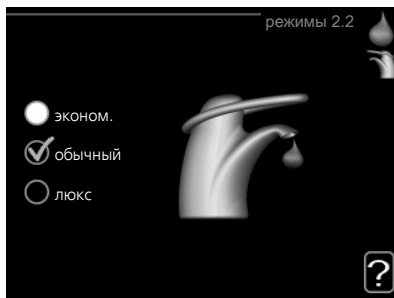 режимы 2.2
эконом.
обычный
люкс
?